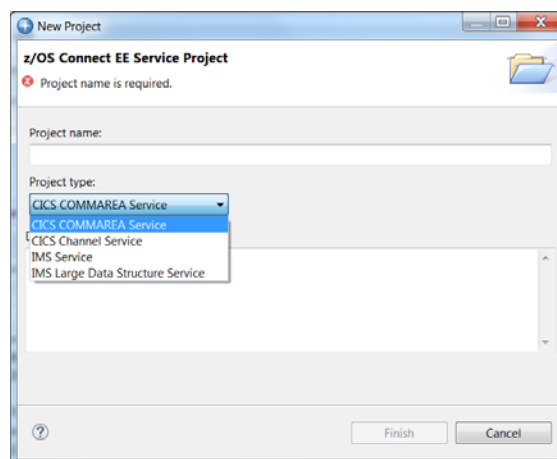 New Project
z/OS Connect EE Service Project
Project name is required.
Project name:
Project type:
CICS COMMAREA Service
CICS COMMAREA Service
CICS Channel Service
IMS Service
IMS Large Data Structure Service
Finish
Cancel